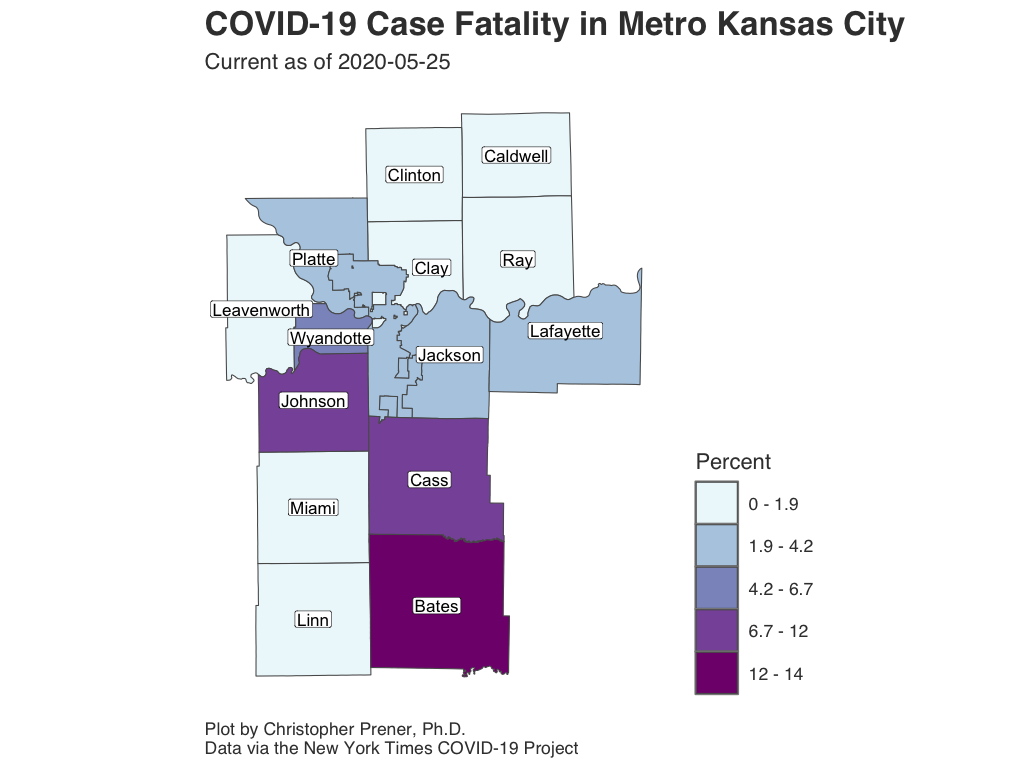 COVID-19 Case Fatality in Metro Kansas City
Current as of 2020-05-25
Caldwell
Clinton
Platte
Clay
Ray
Leavenworth
Wyandotte
Lafayette
Jackson
Johnson
Cass
Miami
Bates
Linn
Percent
0 - 1.9
1.9 - 4.2
4.2 - 6.7
6.7 - 12
12 - 14
Plot by Christopher Prener, Ph.D.
Data via the New York Times COVID-19 Project